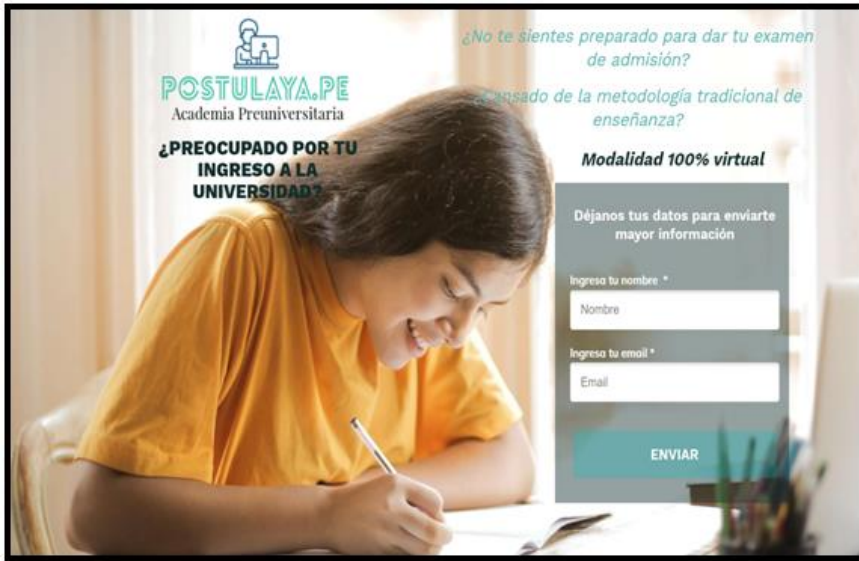 POSTULAYA.PE
Academia Preuniversitaria
¿PREOCUPADO POR TU
INGRESO A LA
UNIVERSIDAD?
¿No te sientes preparado para dar tu examen
de admisión?
¿Cansado de la metodología tradicional de
enseñanza?
Modalidad 100% virtual
Déjanos tus datos para enviarte
mayor información
Ingresa tu nombre *
Nombre
Ingresa tu email *
Email
ENVIAR